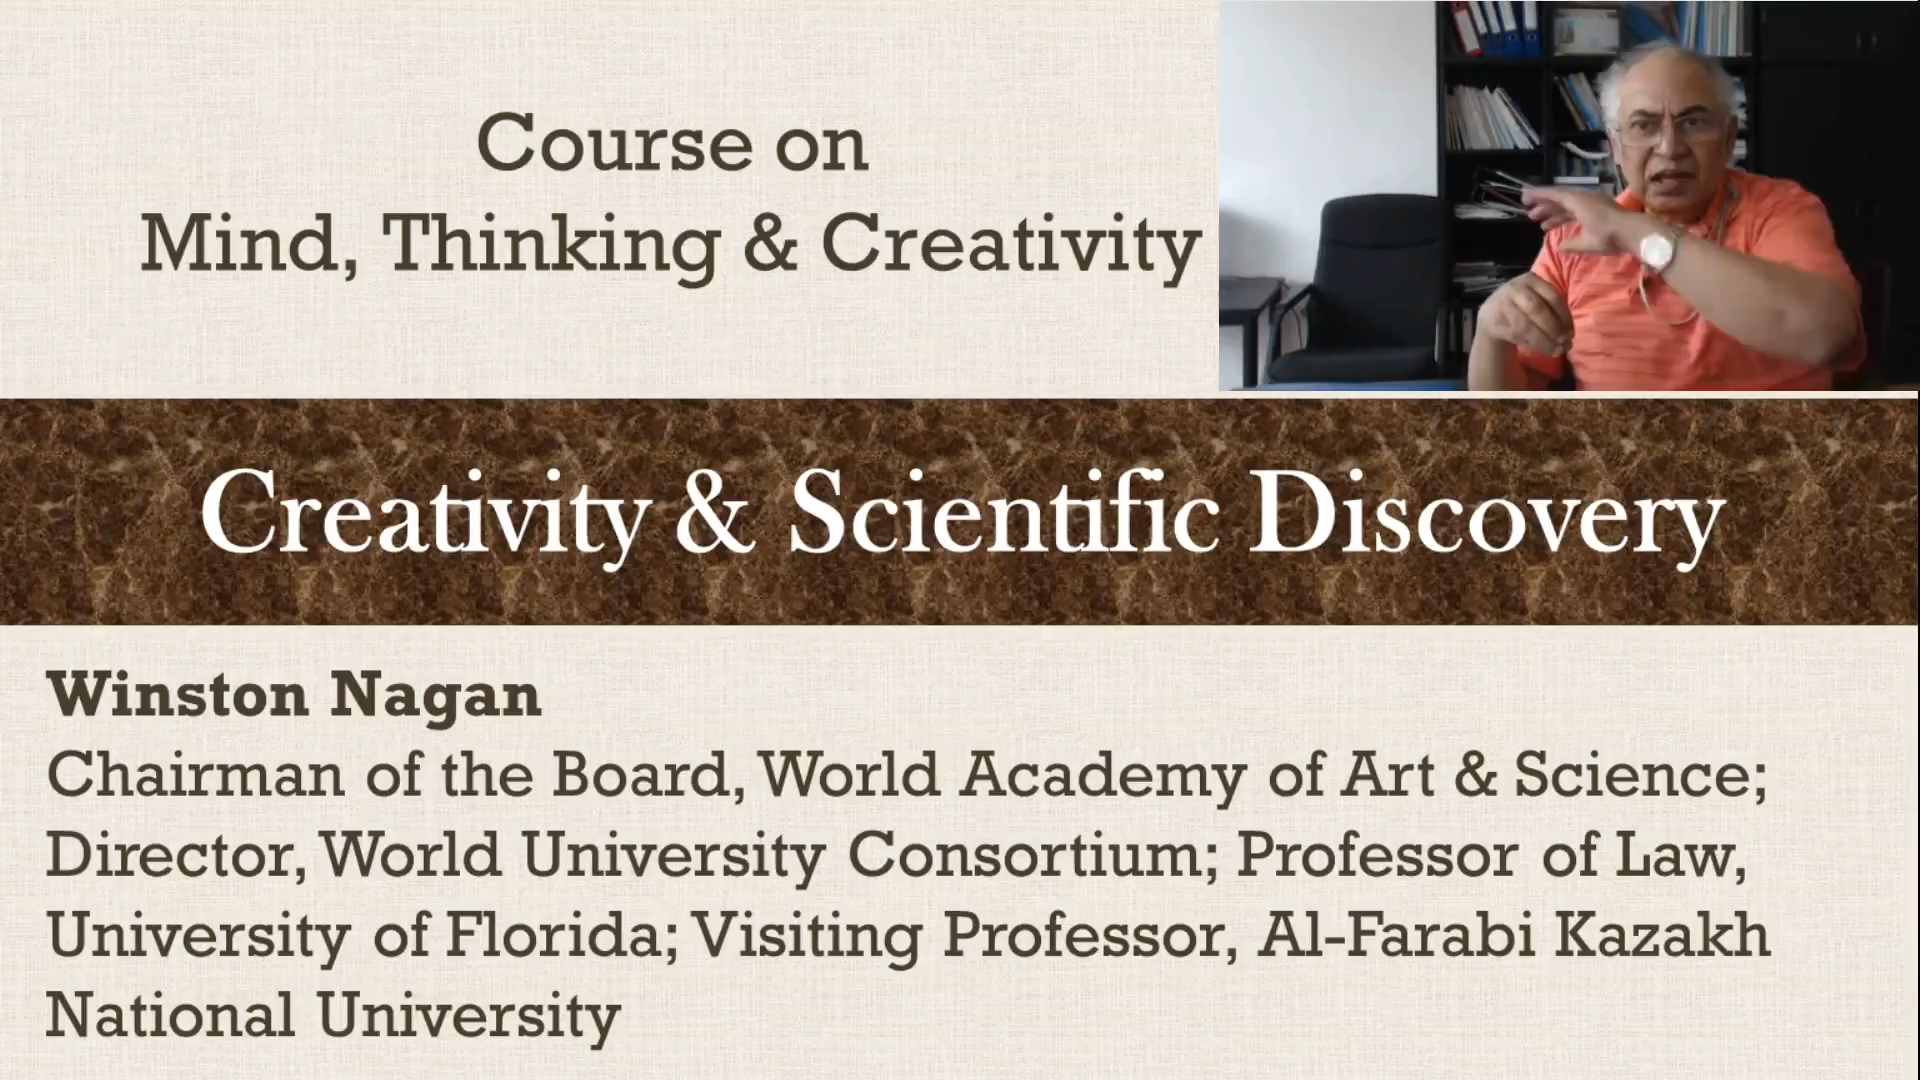 Course on
Mind, Thinking & Creativity
Creativity & Scientific Discovery
Winston Nagan
Chairman of the Board, World Academy of Art & Science;
Director, World University Consortium; Professor of Law,
University of Florida; Visiting Professor, Al-Farabi Kazakh
National University